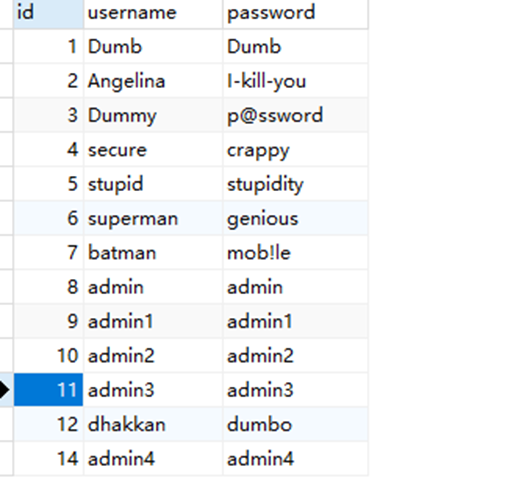 id username password
1 Dumb Dumb
2 Angelina I-kill-you
3 Dummy p@ssword
4 secure crappy
5 stupid stupidity
6 superman genious
7 batman mob!le
8 admin admin
9 admin1 admin1
10 admin2 admin2
11 admin3 admin3
12 dhakkan dumbo
14 admin4 admin4